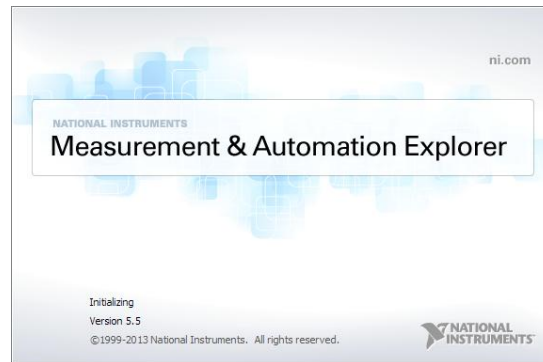 ni.com
NATIONAL INSTRUMENTS
Measurement & Automation Explorer
Initializing
Version 5.5
©1999-2013 National Instruments. All rights reserved.
NATIONAL
INSTRUMENTS